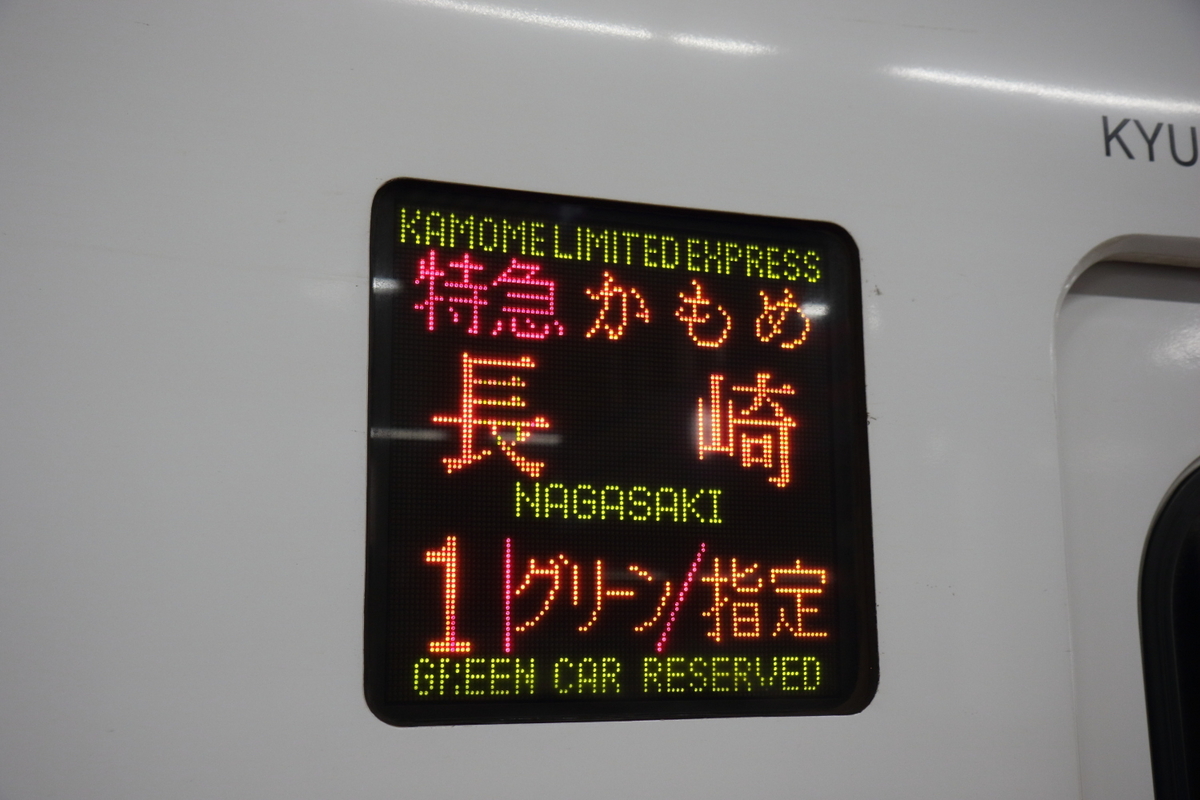 KYU
KAMOME LIMITED EXPRESS
特急 かもめ
長崎
NAGASAKI
1 グリーン/指定
GREEN CAR RESERVED